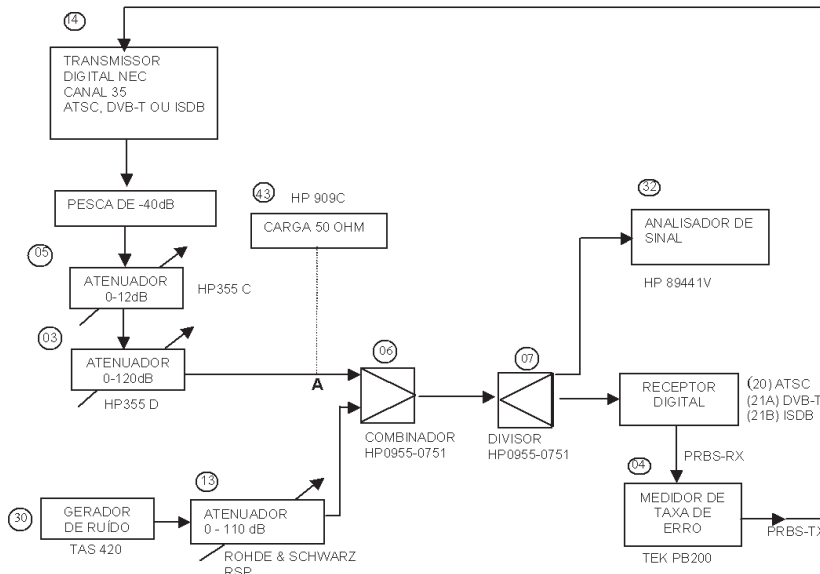 14
TRANSMISSOR
DIGITAL NEC
CANAL 35
ATSC, DVB-T OU ISDB
PESCA DE -40dB
43
HP 909C
CARGA 50 OHM
32
ANALISADOR DE
SINAL
HP 89441V
05
ATENUADOR
0-12dB
HP355 C
03
ATENUADOR
0-120dB
HP355 D
A
06
COMBINADOR
HP0955-0751
07
DIVISOR
HP0955-0751
RECEPTOR
DIGITAL
(20) ATSC
(21A) DVB-T
(21B) ISDB
PRBS-RX
04
MEDIDOR DE
TAXA DE
ERRO
TEK PB200
PRBS-TX
30
GERADOR
DE RUÍDO
TAS 420
13
ATENUADOR
0 - 110 dB
ROHDE & SCHWARZ
RSP